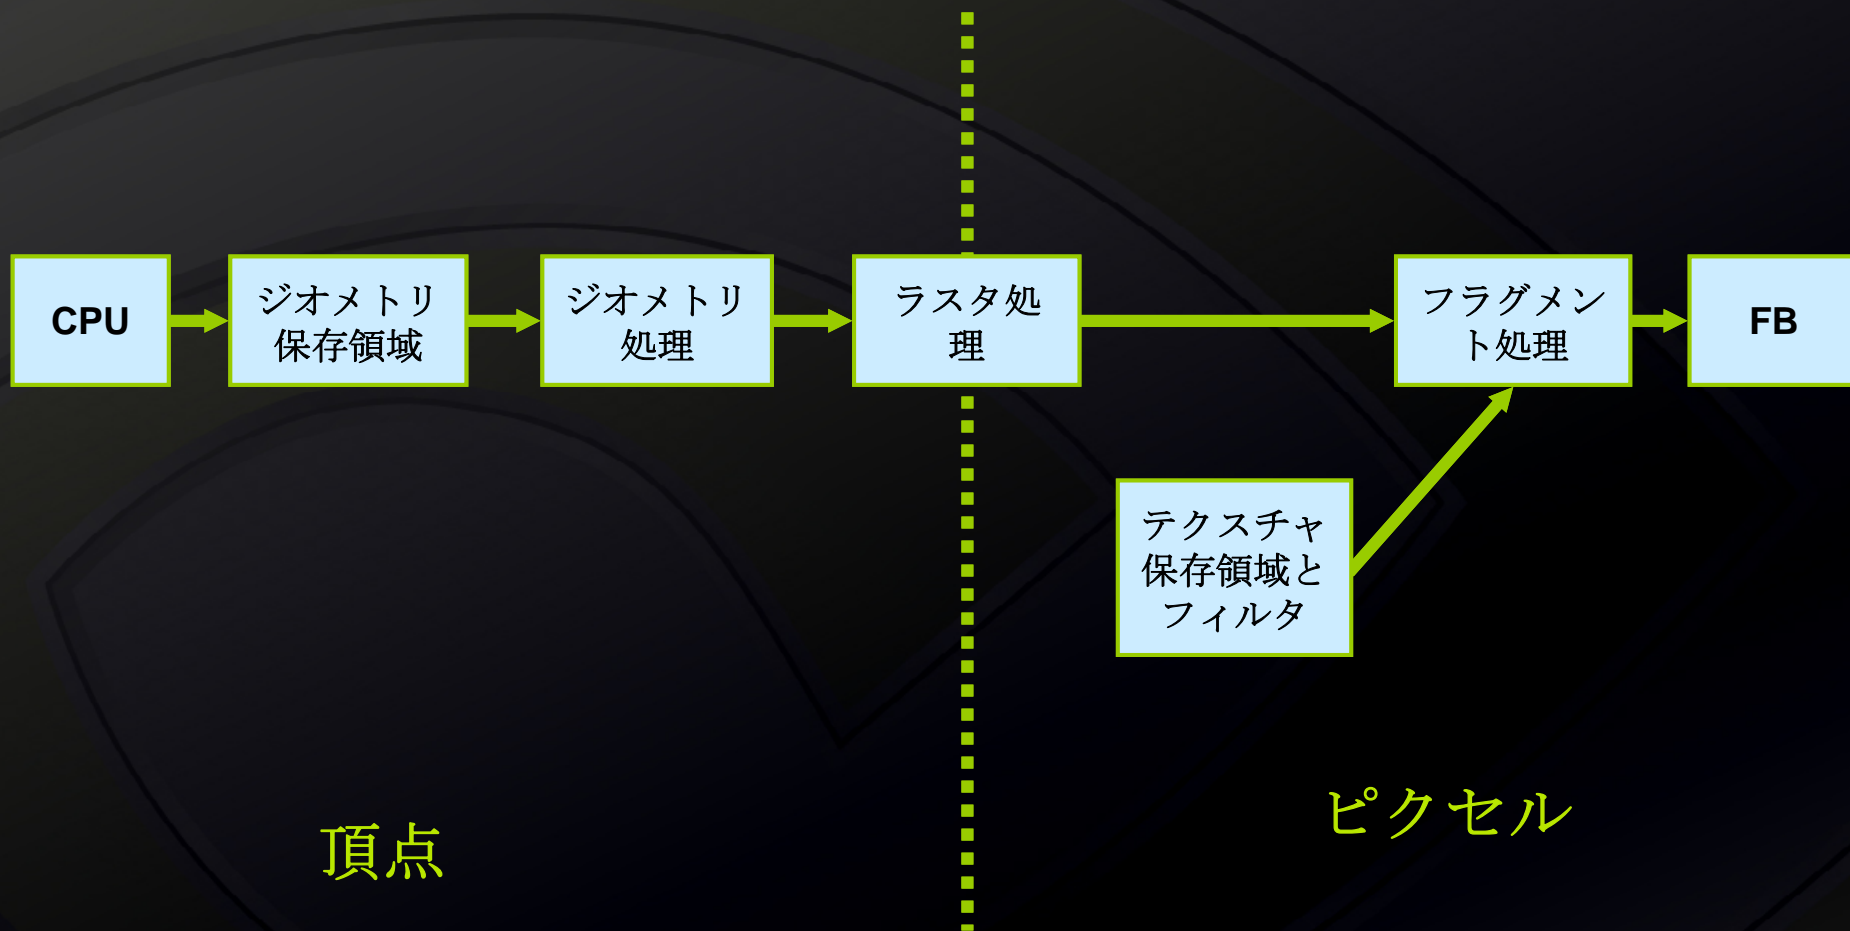 CPU
ジオメトリ
保存領域
ジオメトリ
処理
ラスタ処
理
フラグメン
ト処理
FB
テクスチャ
保存領域と
フィルタ
頂点
ピクセル